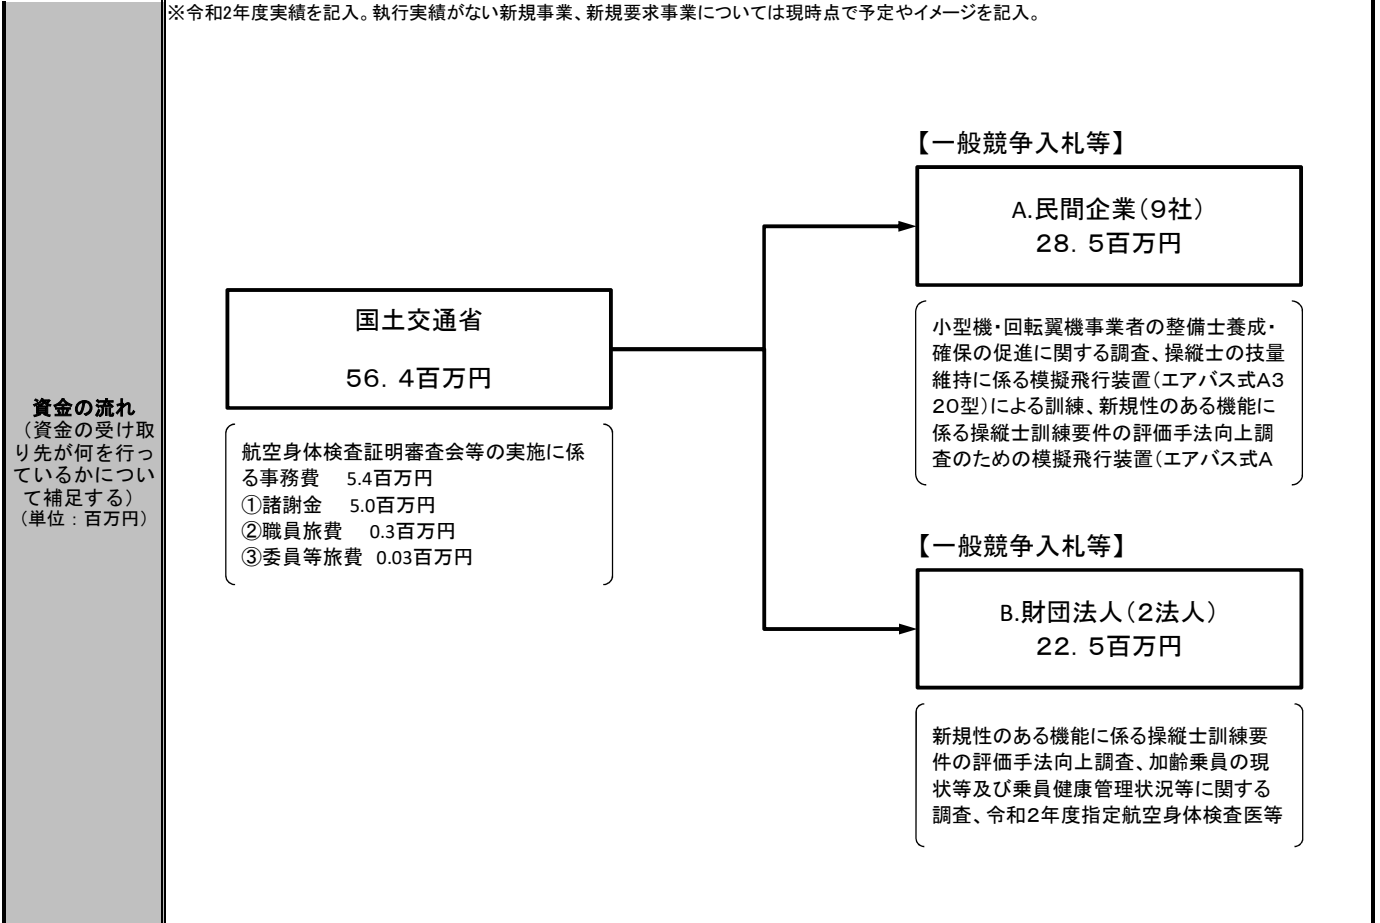 ※令和2年度実績を記入。執行実績がない新規事業、新規要求事業については現時点で予定やイメージを記入。
資金の流れ
（資金の受け取
り先が何を行っ
ているかについ
て補足する）
（単位：百万円）
国土交通省
56．4百万円
航空身体検査証明審査会等の実施に係
る事務費　5.4百万円
①諸謝金　5.0百万円
②職員旅費　0.3百万円
③委員等旅費　0.03百万円
【一般競争入札等】
A.民間企業（9社）
28．5百万円
小型機・回転翼機事業者の整備士養成・
確保の促進に関する調査、操縦士の技量
維持に係る模擬飛行装置（エアバス式A3
20型）による訓練、新規性のある機能に
係る操縦士訓練要件の評価手法向上調
査のための模擬飛行装置（エアバス式A
【一般競争入札等】
B.財団法人（2法人）
22．5百万円
新規性のある機能に係る操縦士訓練要
件の評価手法向上調査、加齢乗員の現
状等及び乗員健康管理状況等に関する
調査、令和2年度指定航空身体検査医等